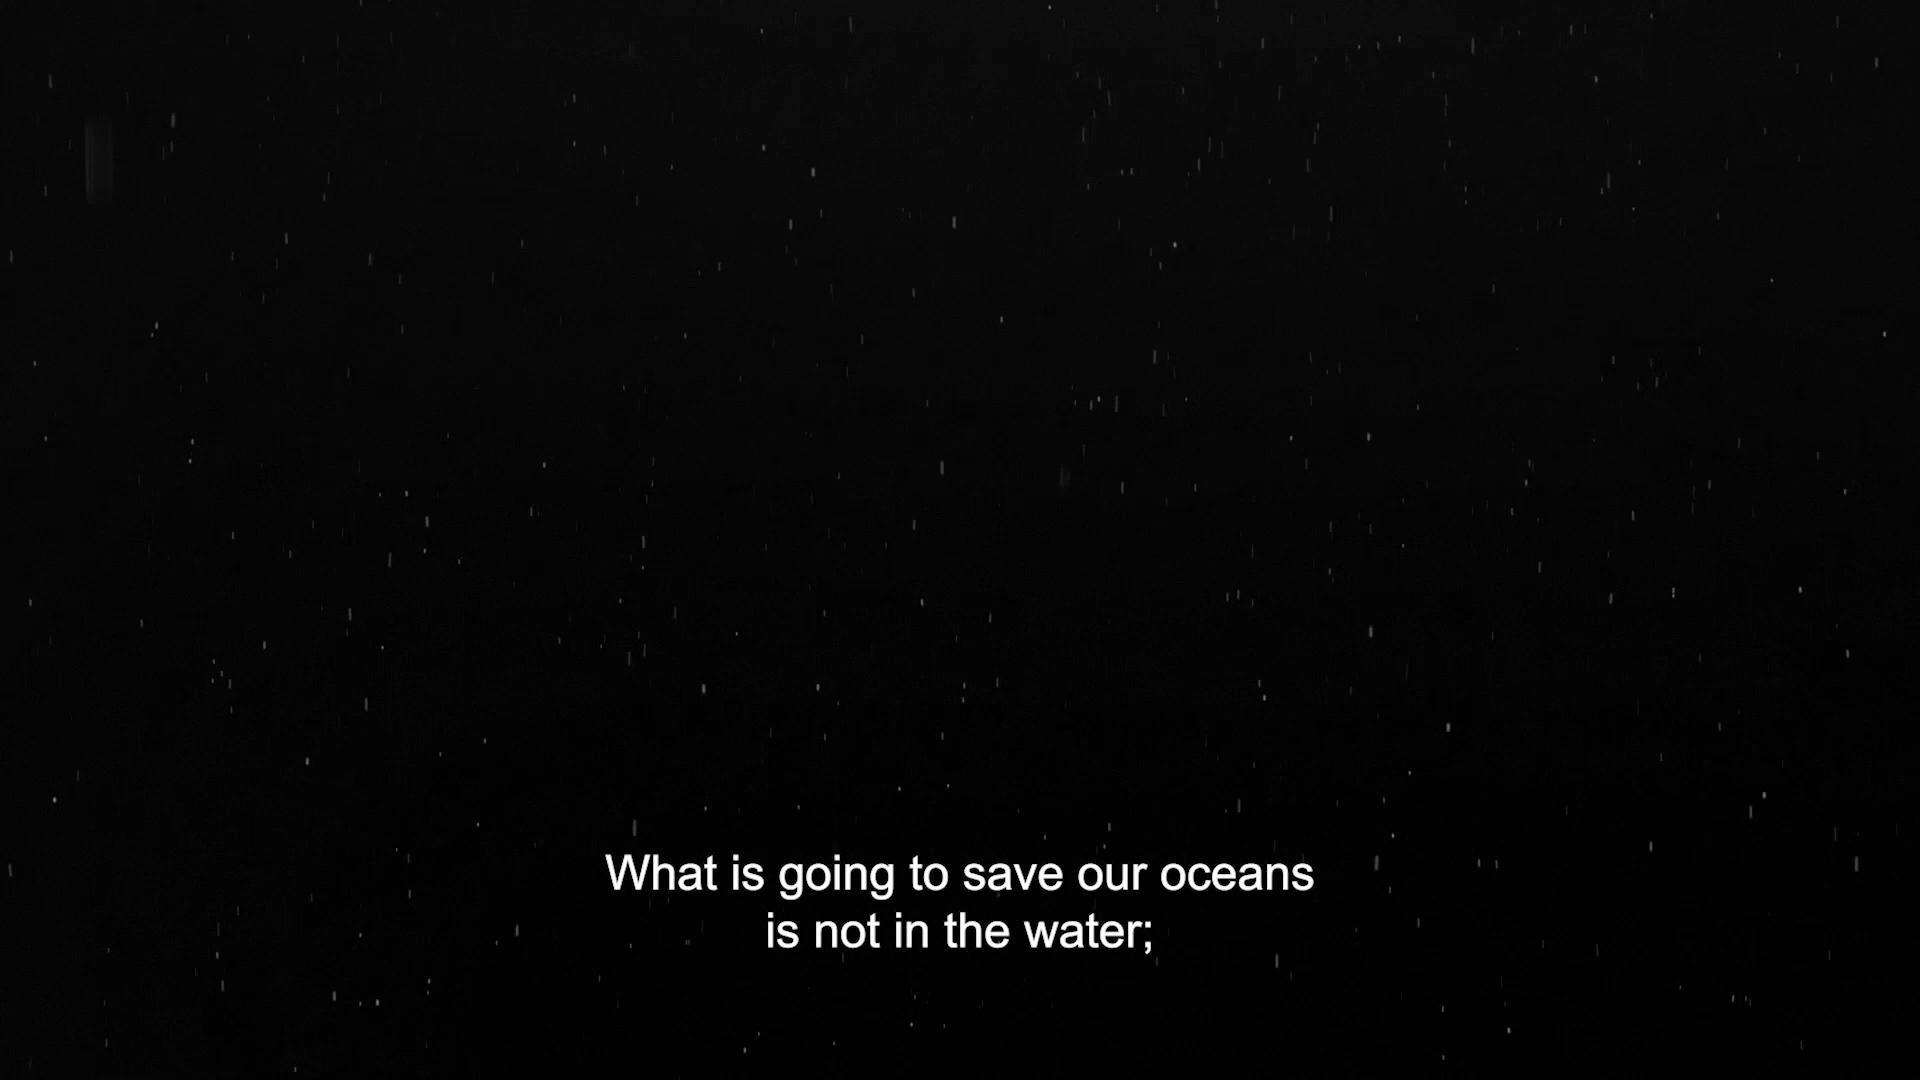 What is going to save our oceans
is not in the water;